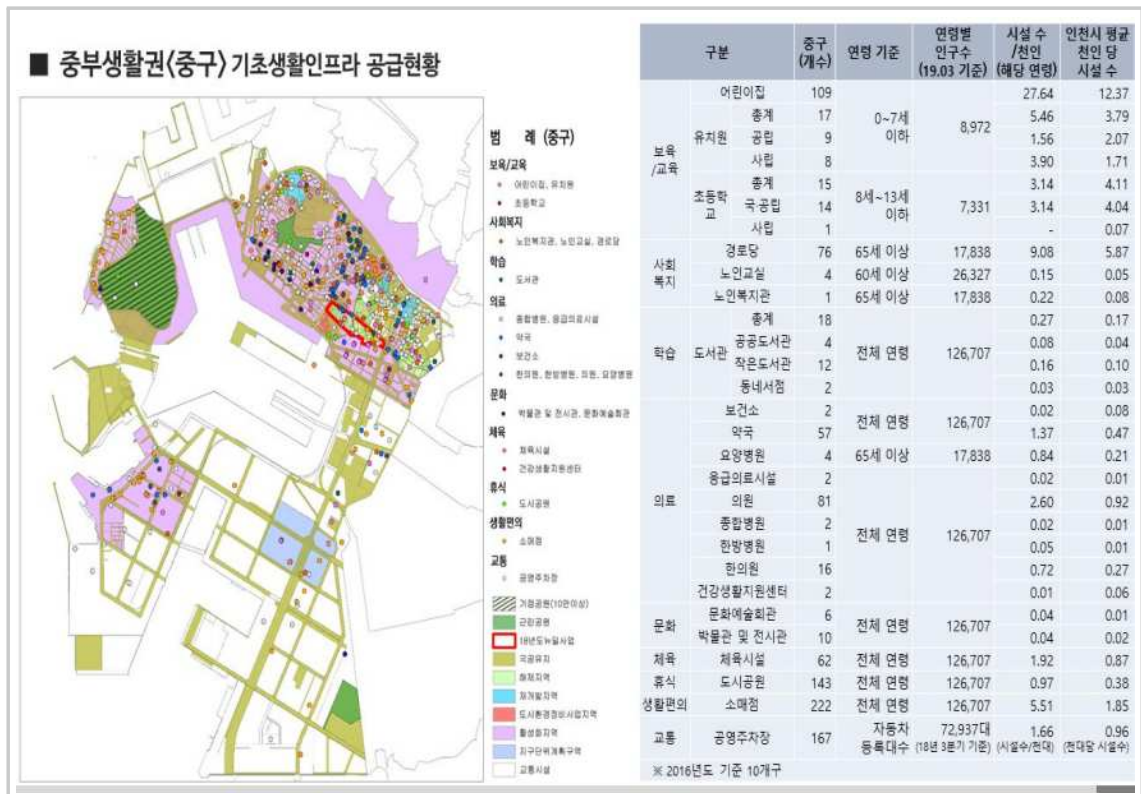 ■ 중부생활권<중구> 기초생활인프라 공급현황
범 례 (중구)
보육/교육
어린이집, 유치원
초등학교
사회복지
노인복지관, 노인교실, 경로당
학습
도서관
의료
종합병원, 응급의료시설
약국
보건소
한의원, 한방병원, 의원, 요양병원
문화
박물관 및 전시관, 문화예술회관
체육
체육시설
건강생활지원센터
휴식
도시공원
생활편의
소매점
교통
공영주차장
거점공원(10만이상)
근린공원
18년도뉴딜사업
국공유지
해제지역
재개발지역
도시환경정비사업지역
활성화지역
지구단위계획구역
교통시설
구분 중구 (개수) 연령 기준 연령별 인구수 (19.03 기준) 시설 수 /천인 (해당 연령) 인천시 평균 천인 당 시설 수
보육 /교육 어린이집 109 0~7세 이하 8,972 27.64 12.37
유치원 총계 17 5.46 3.79
공립 9 1.56 2.07
사립 8 3.90 1.71
초등학교 총계 15 8세~13세 이하 7,331 3.14 4.11
국·공립 14 3.14 4.04
사립 1 - 0.07
사회 복지 경로당 76 65세 이상 17,838 9.08 5.87
노인교실 4 60세 이상 26,327 0.15 0.05
노인복지관 1 65세 이상 17,838 0.22 0.08
학습 도서관 총계 18 전체 연령 126,707 0.27 0.17
공공도서관 4 0.08 0.04
작은도서관 12 0.16 0.10
동네서점 2 0.03 0.03
의료 보건소 2 전체 연령 126,707 0.02 0.08
약국 57 1.37 0.47
요양병원 4 65세 이상 17,838 0.84 0.21
응급의료시설 2 전체 연령 126,707 0.02 0.01
의원 81 2.60 0.92
종합병원 2 0.02 0.01
한방병원 1 0.05 0.01
한의원 16 0.72 0.27
건강생활지원센터 2 0.01 0.06
문화 문화예술회관 6 전체 연령 126,707 0.04 0.01
박물관 및 전시관 10 0.04 0.02
체육 체육시설 62 전체 연령 126,707 1.92 0.87
휴식 도시공원 143 전체 연령 126,707 0.97 0.38
생활편의 소매점 222 전체 연령 126,707 5.51 1.85
교통 공영주차장 167 자동차 등록대수 72,937대 (18년 3분기 기준) 1.66 (시설수/천대) 0.96 (천대당 시설수)
※ 2016년도 기준 10개구